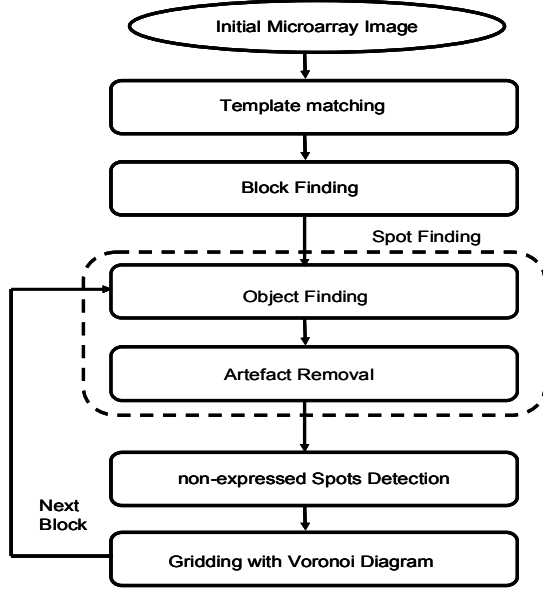 Initial Microarray Image
Template matching
Block Finding
Spot Finding
Object Finding
Artefact Removal
non-expressed Spots Detection
Next
Block
Gridding with Voronoi Diagram